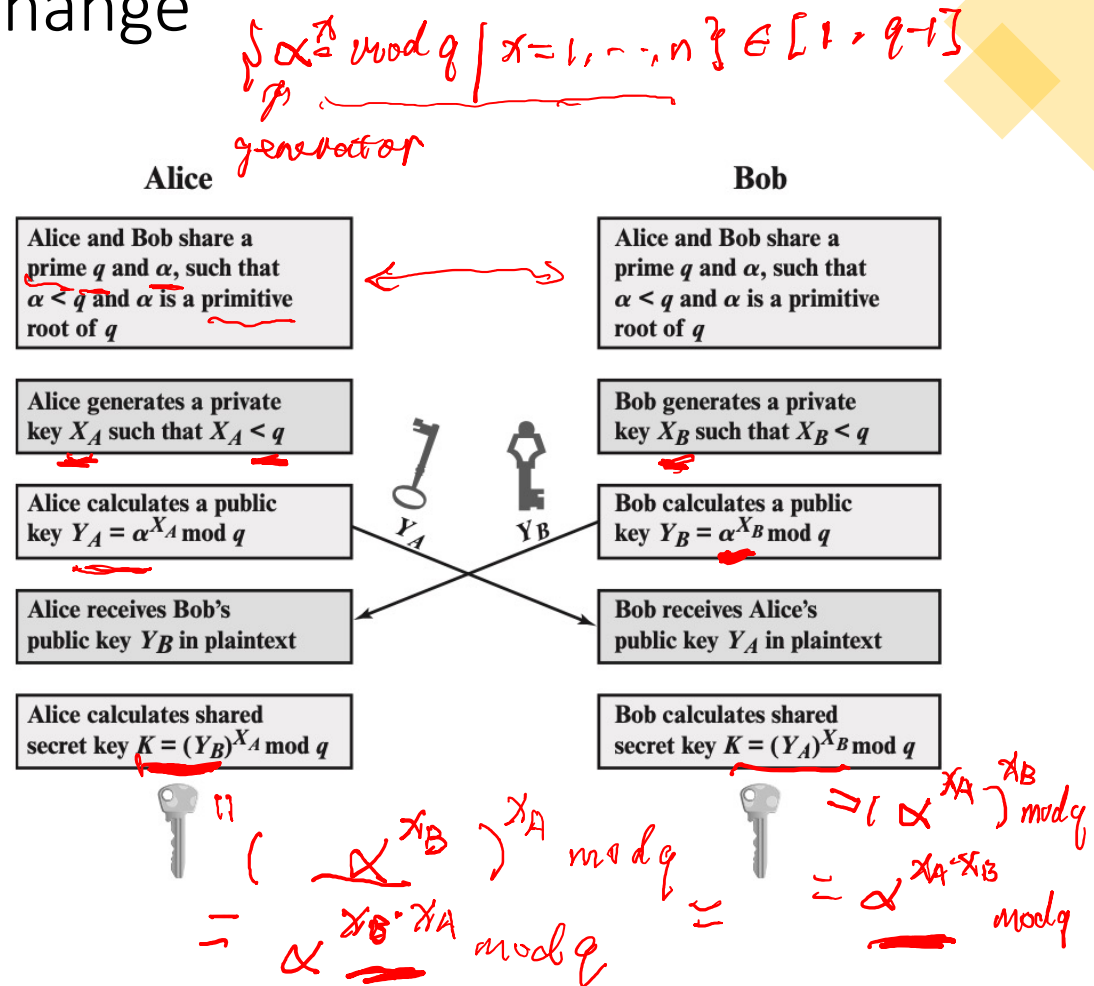 hange
{α^x mod q | x=1, ..., n} ∈ [1, q-1]
generator
Alice
Bob
Alice and Bob share a
prime q and α, such that
α < q and α is a primitive
root of q
Alice and Bob share a
prime q and α, such that
α < q and α is a primitive
root of q
Alice generates a private
key X_A such that X_A < q
Bob generates a private
key X_B such that X_B < q
Alice calculates a public
key Y_A = α^X_A mod q
Y_A
Y_B
Bob calculates a public
key Y_B = α^X_B mod q
Alice receives Bob's
public key Y_B in plaintext
Bob receives Alice's
public key Y_A in plaintext
Alice calculates shared
secret key K = (Y_B)^X_A mod q
Bob calculates shared
secret key K = (Y_A)^X_B mod q
= (α^X_B)^X_A mod q
= α^X_B·X_A mod q =
= (α^X_A)^X_B mod q
= α^X_A·X_B mod q